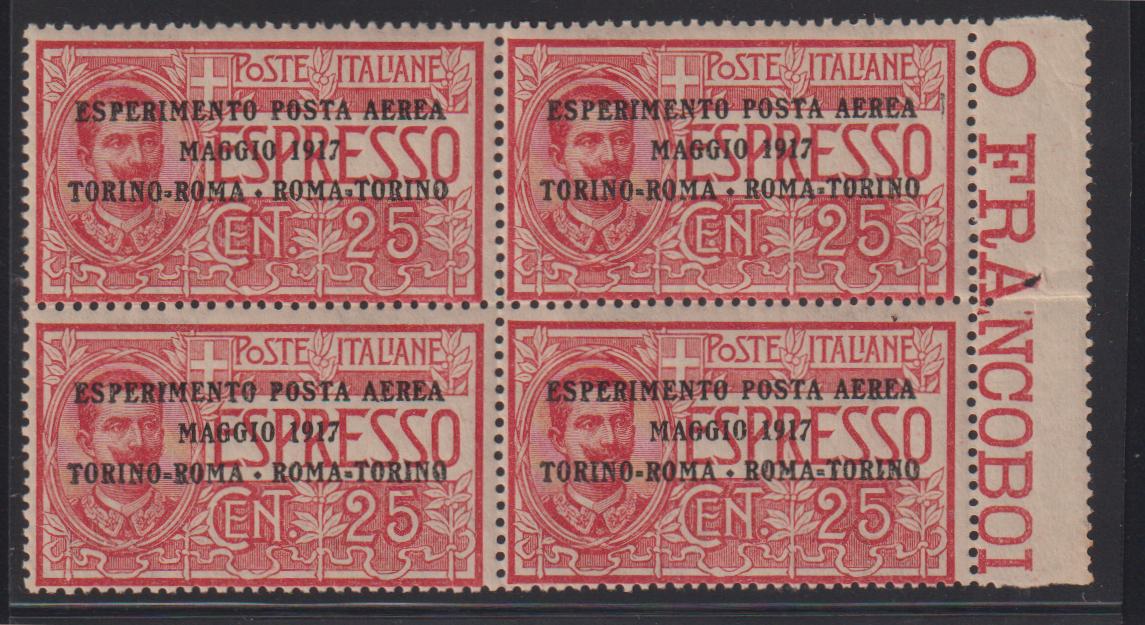 POSTE ITALIANE
ESPERIMENTO POSTA AEREA
ESPRESSO
MAGGIO 1917
TORINO-ROMA · ROMA-TORINO
CENT. 25
POSTE ITALIANE
ESPERIMENTO POSTA AEREA
ESPRESSO
MAGGIO 1917
TORINO-ROMA · ROMA-TORINO
CENT. 25
POSTE ITALIANE
ESPERIMENTO POSTA AEREA
ESPRESSO
MAGGIO 1917
TORINO-ROMA · ROMA-TORINO
CENT. 25
POSTE ITALIANE
ESPERIMENTO POSTA AEREA
ESPRESSO
MAGGIO 1917
TORINO-ROMA · ROMA-TORINO
CENT. 25
O FRANCOBOI